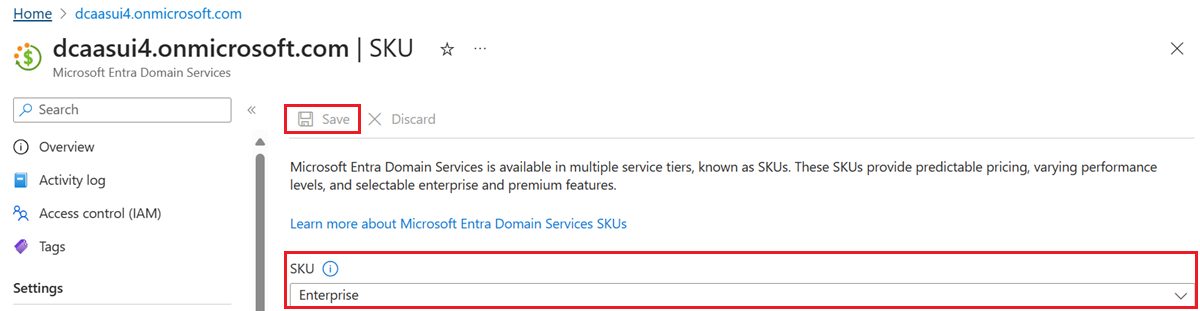 Home > dcaasui4.onmicrosoft.com
dcaasui4.onmicrosoft.com | SKU
Microsoft Entra Domain Services
Search
Overview
Activity log
Access control (IAM)
Tags
Settings
Save Discard
Microsoft Entra Domain Services is available in multiple service tiers, known as SKUs. These SKUs provide predictable pricing, varying performance
levels, and selectable enterprise and premium features.
Learn more about Microsoft Entra Domain Services SKUs
SKU
Enterprise